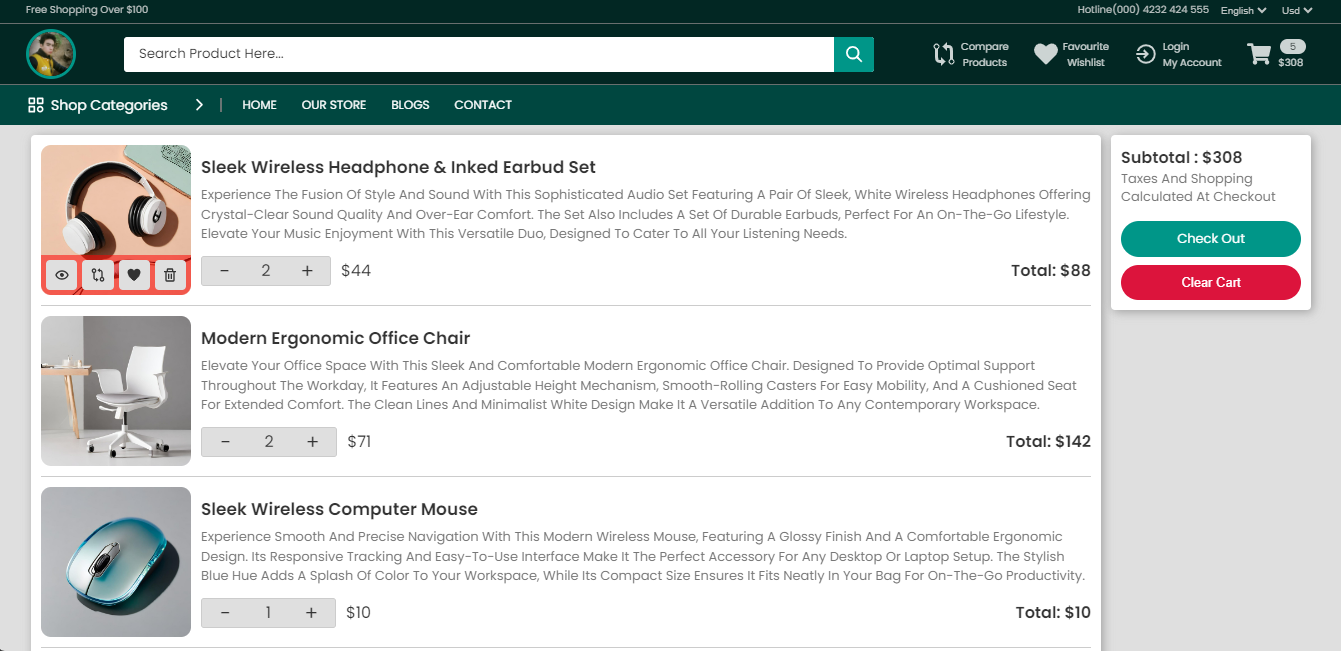 Free Shopping Over $100
Hotline(000) 4232 424 555 English Usd
Search Product Here...
Compare Products
Favourite Wishlist
Login My Account
5
$308
Shop Categories
HOME OUR STORE BLOGS CONTACT
Sleek Wireless Headphone & Inked Earbud Set
Experience The Fusion Of Style And Sound With This Sophisticated Audio Set Featuring A Pair Of Sleek, White Wireless Headphones Offering
Crystal-Clear Sound Quality And Over-Ear Comfort. The Set Also Includes A Set Of Durable Earbuds, Perfect For An On-The-Go Lifestyle.
Elevate Your Music Enjoyment With This Versatile Duo, Designed To Cater To All Your Listening Needs.
- 2 + $44 Total: $88
Modern Ergonomic Office Chair
Elevate Your Office Space With This Sleek And Comfortable Modern Ergonomic Office Chair. Designed To Provide Optimal Support
Throughout The Workday, It Features An Adjustable Height Mechanism, Smooth-Rolling Casters For Easy Mobility, And A Cushioned Seat
For Extended Comfort. The Clean Lines And Minimalist White Design Make It A Versatile Addition To Any Contemporary Workspace.
- 2 + $71 Total: $142
Sleek Wireless Computer Mouse
Experience Smooth And Precise Navigation With This Modern Wireless Mouse, Featuring A Glossy Finish And A Comfortable Ergonomic
Design. Its Responsive Tracking And Easy-To-Use Interface Make It The Perfect Accessory For Any Desktop Or Laptop Setup. The Stylish
Blue Hue Adds A Splash Of Color To Your Workspace, While Its Compact Size Ensures It Fits Neatly In Your Bag For On-The-Go Productivity.
- 1 + $10 Total: $10
Subtotal : $308
Taxes And Shopping
Calculated At Checkout
Check Out
Clear Cart